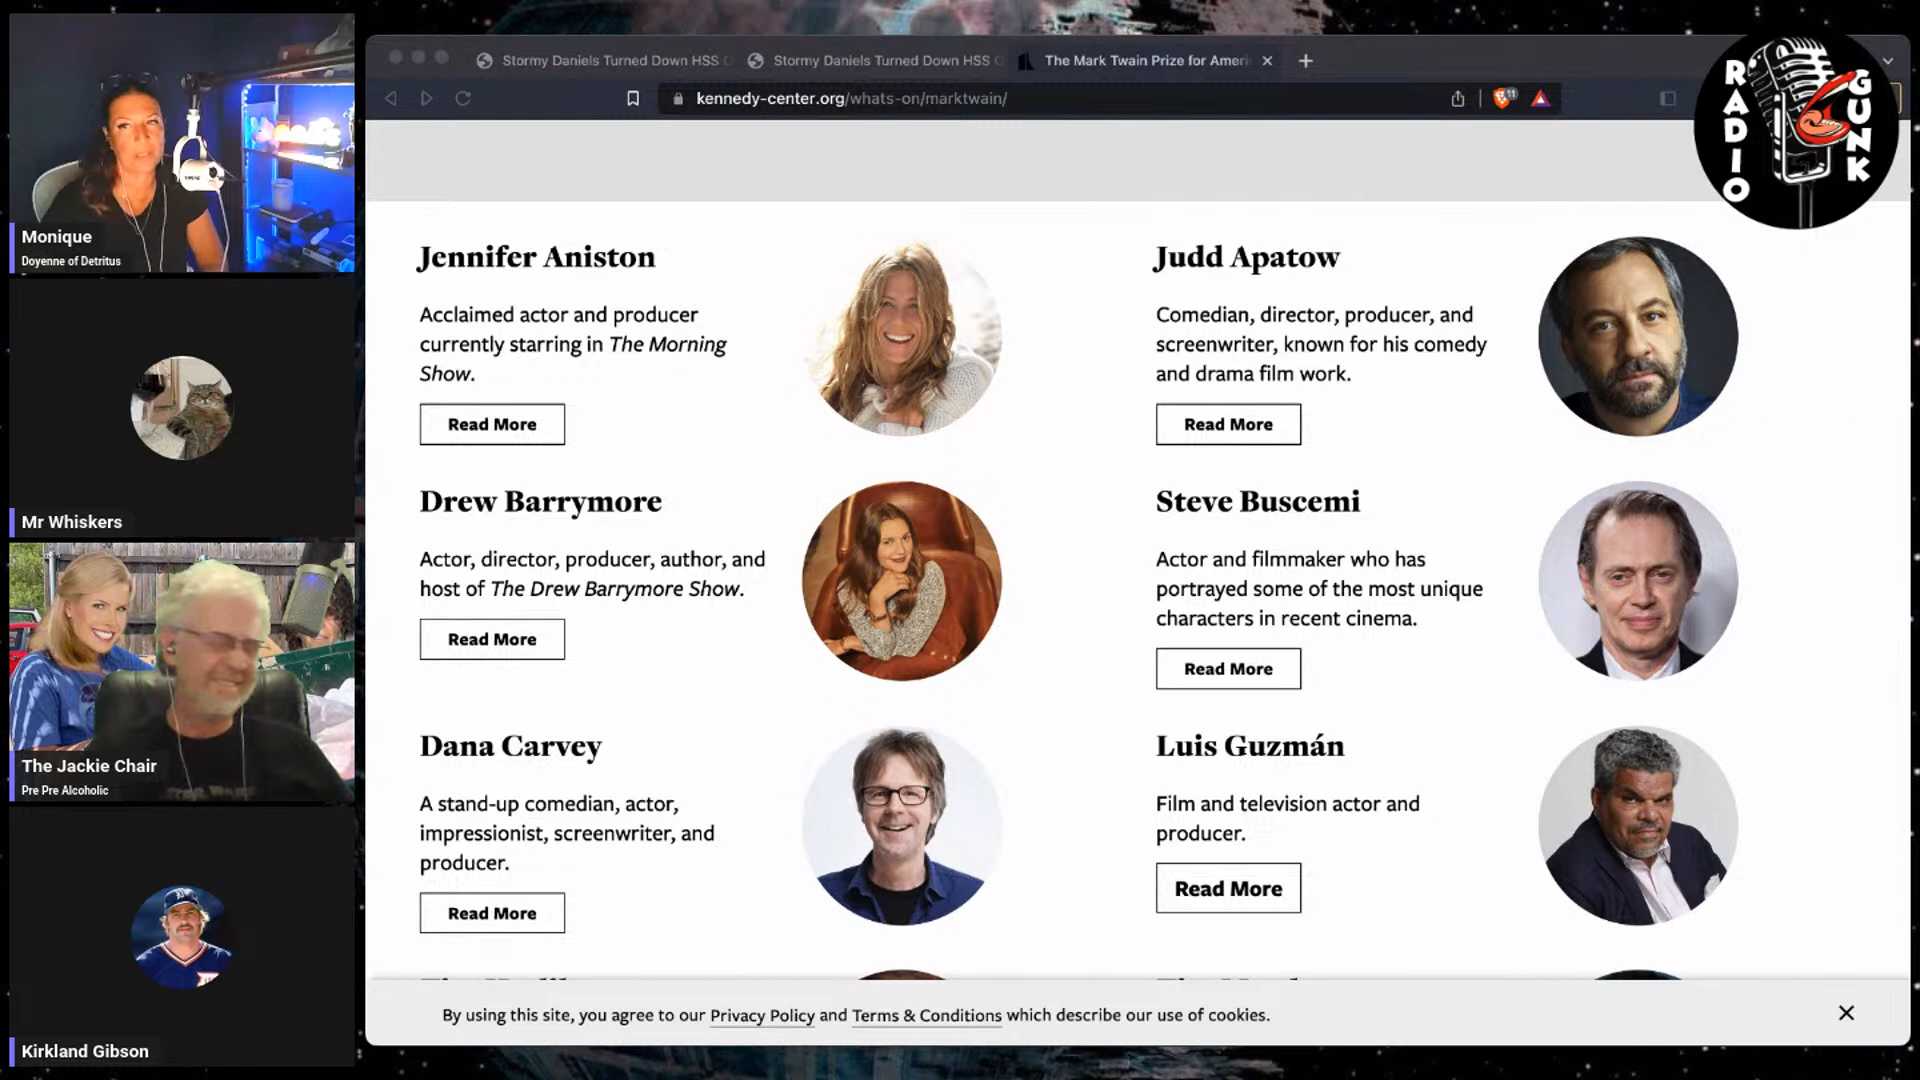 Stormy Daniels Turned Down HSS
Stormy Daniels Turned Down HSS
The Mark Twain Prize for Ameri
kennedy-center.org/whats-on/marktwain/
11
RADIO
GUNK
Monique
Doyenne of Detritus
Mr Whiskers
The Jackie Chair
Pre Pre Alcoholic
Kirkland Gibson
Jennifer Aniston
Acclaimed actor and producer
currently starring in The Morning
Show.
Read More
Judd Apatow
Comedian, director, producer, and
screenwriter, known for his comedy
and drama film work.
Read More
Drew Barrymore
Actor, director, producer, author, and
host of The Drew Barrymore Show.
Read More
Steve Buscemi
Actor and filmmaker who has
portrayed some of the most unique
characters in recent cinema.
Read More
Dana Carvey
A stand-up comedian, actor,
impressionist, screenwriter, and
producer.
Read More
Luis Guzmán
Film and television actor and
producer.
Read More
By using this site, you agree to our Privacy Policy and Terms & Conditions which describe our use of cookies.